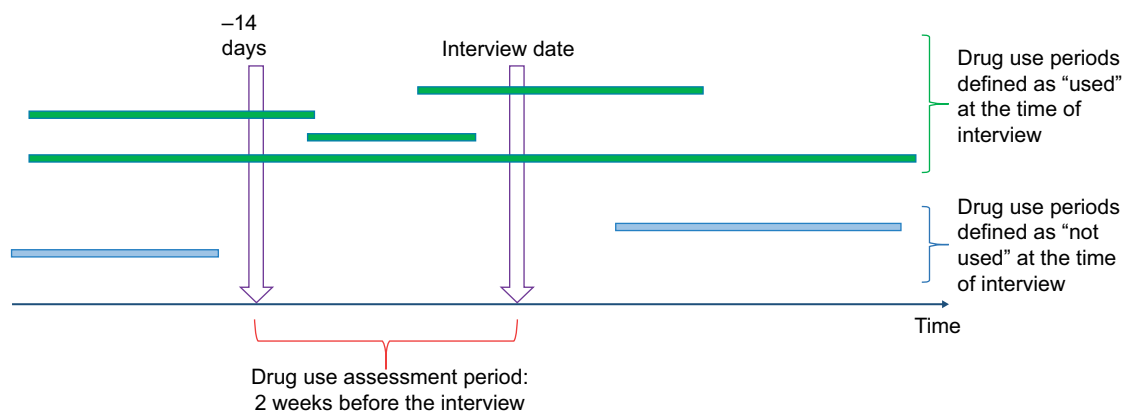 –14
days
Interview date
Drug use periods
defined as “used”
at the time of
interview
Drug use periods
defined as “not
used” at the time
of interview
Time
Drug use assessment period:
2 weeks before the interview